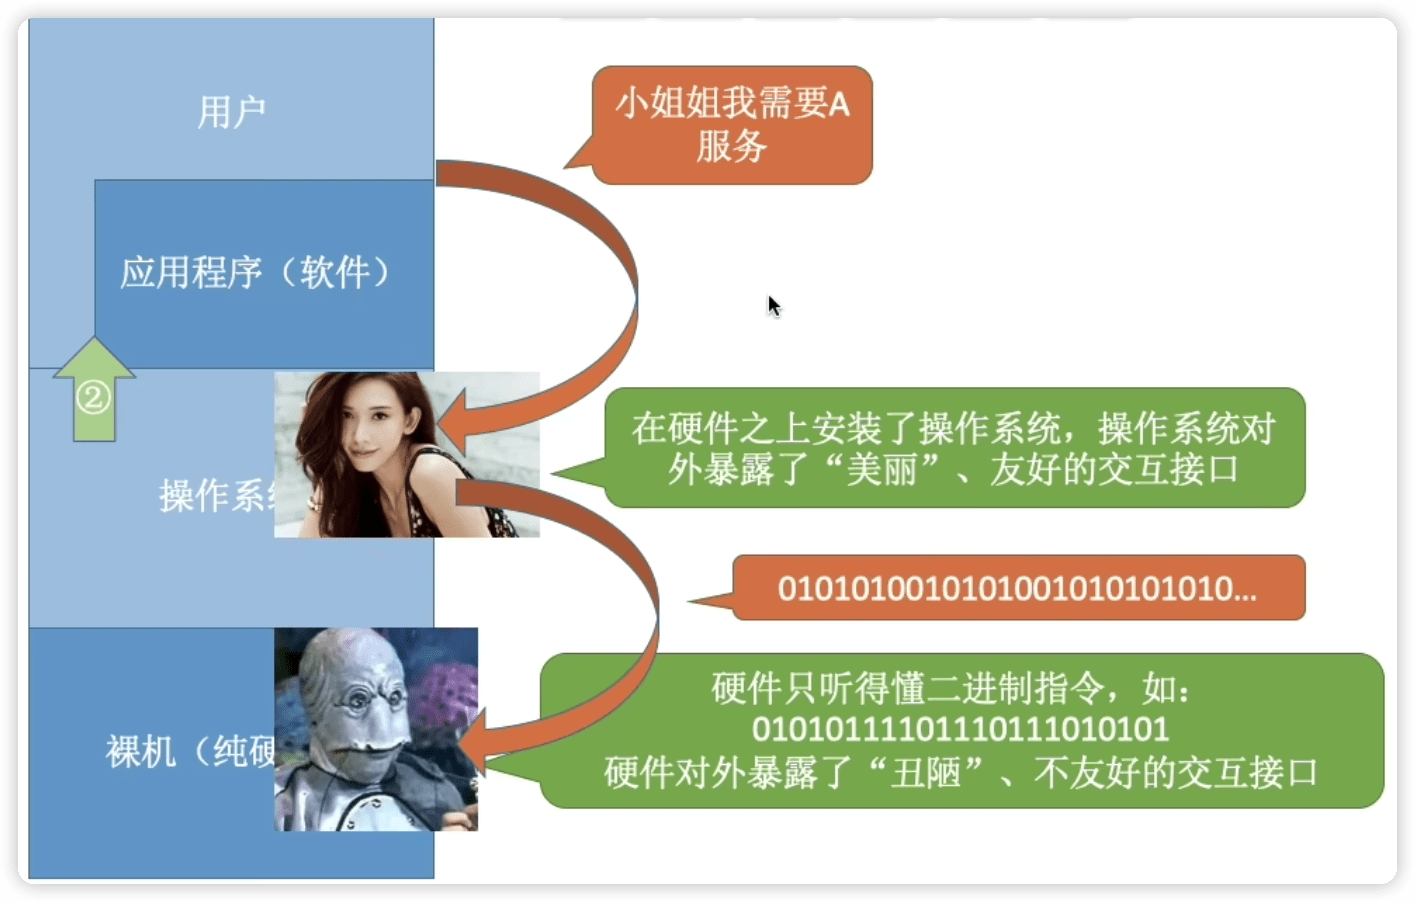 用户
小姐姐我需要A
服务
应用程序（软件）
②
在硬件之上安装了操作系统，操作系统对
外暴露了“美丽”、友好的交互接口
操作系
0101010010101001010101010...
硬件只听得懂二进制指令，如：
010101111011110111010101
硬件对外暴露了“丑陋”、不友好的交互接口
裸机（纯硬